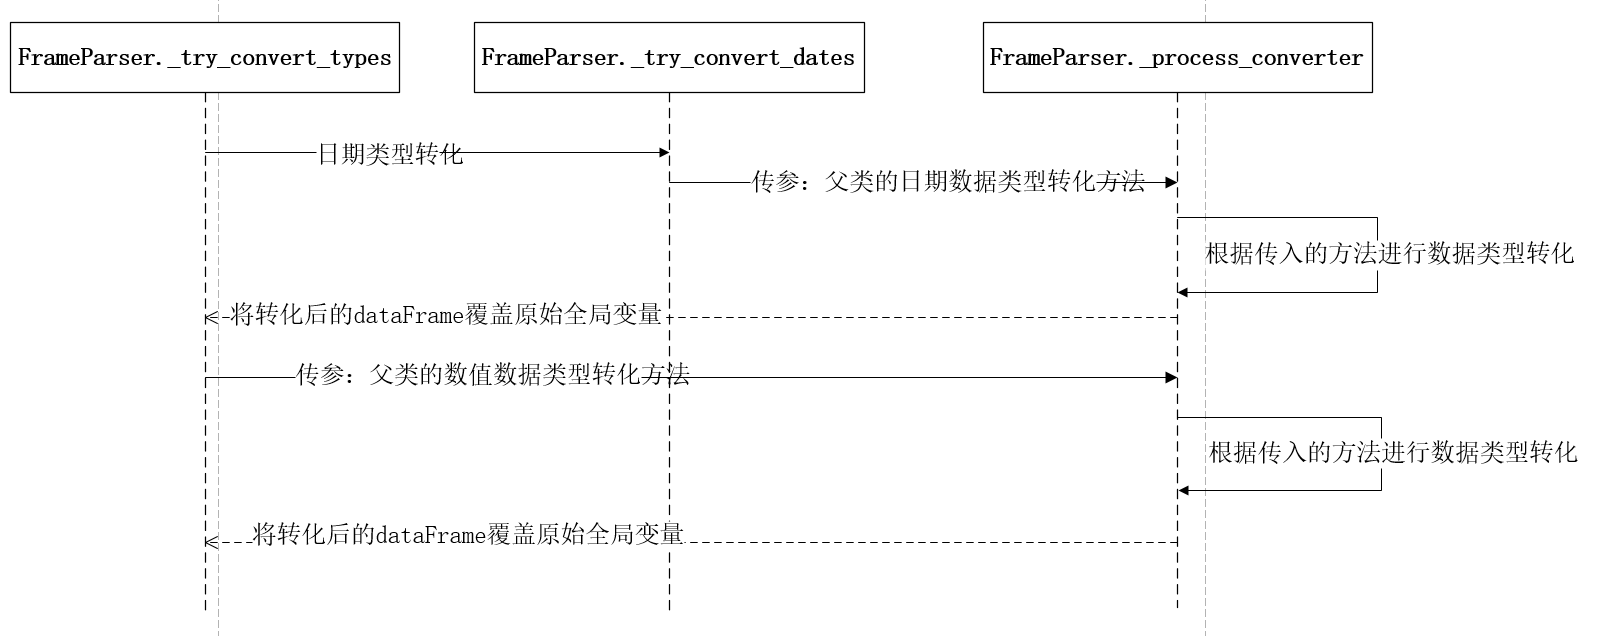 FrameParser._try_convert_types
FrameParser._try_convert_dates
FrameParser._process_converter
日期类型转化
传参：父类的日期数据类型转化方法
根据传入的方法进行数据类型转化
将转化后的dataFrame覆盖原始全局变量
传参：父类的数值数据类型转化方法
根据传入的方法进行数据类型转化
将转化后的dataFrame覆盖原始全局变量